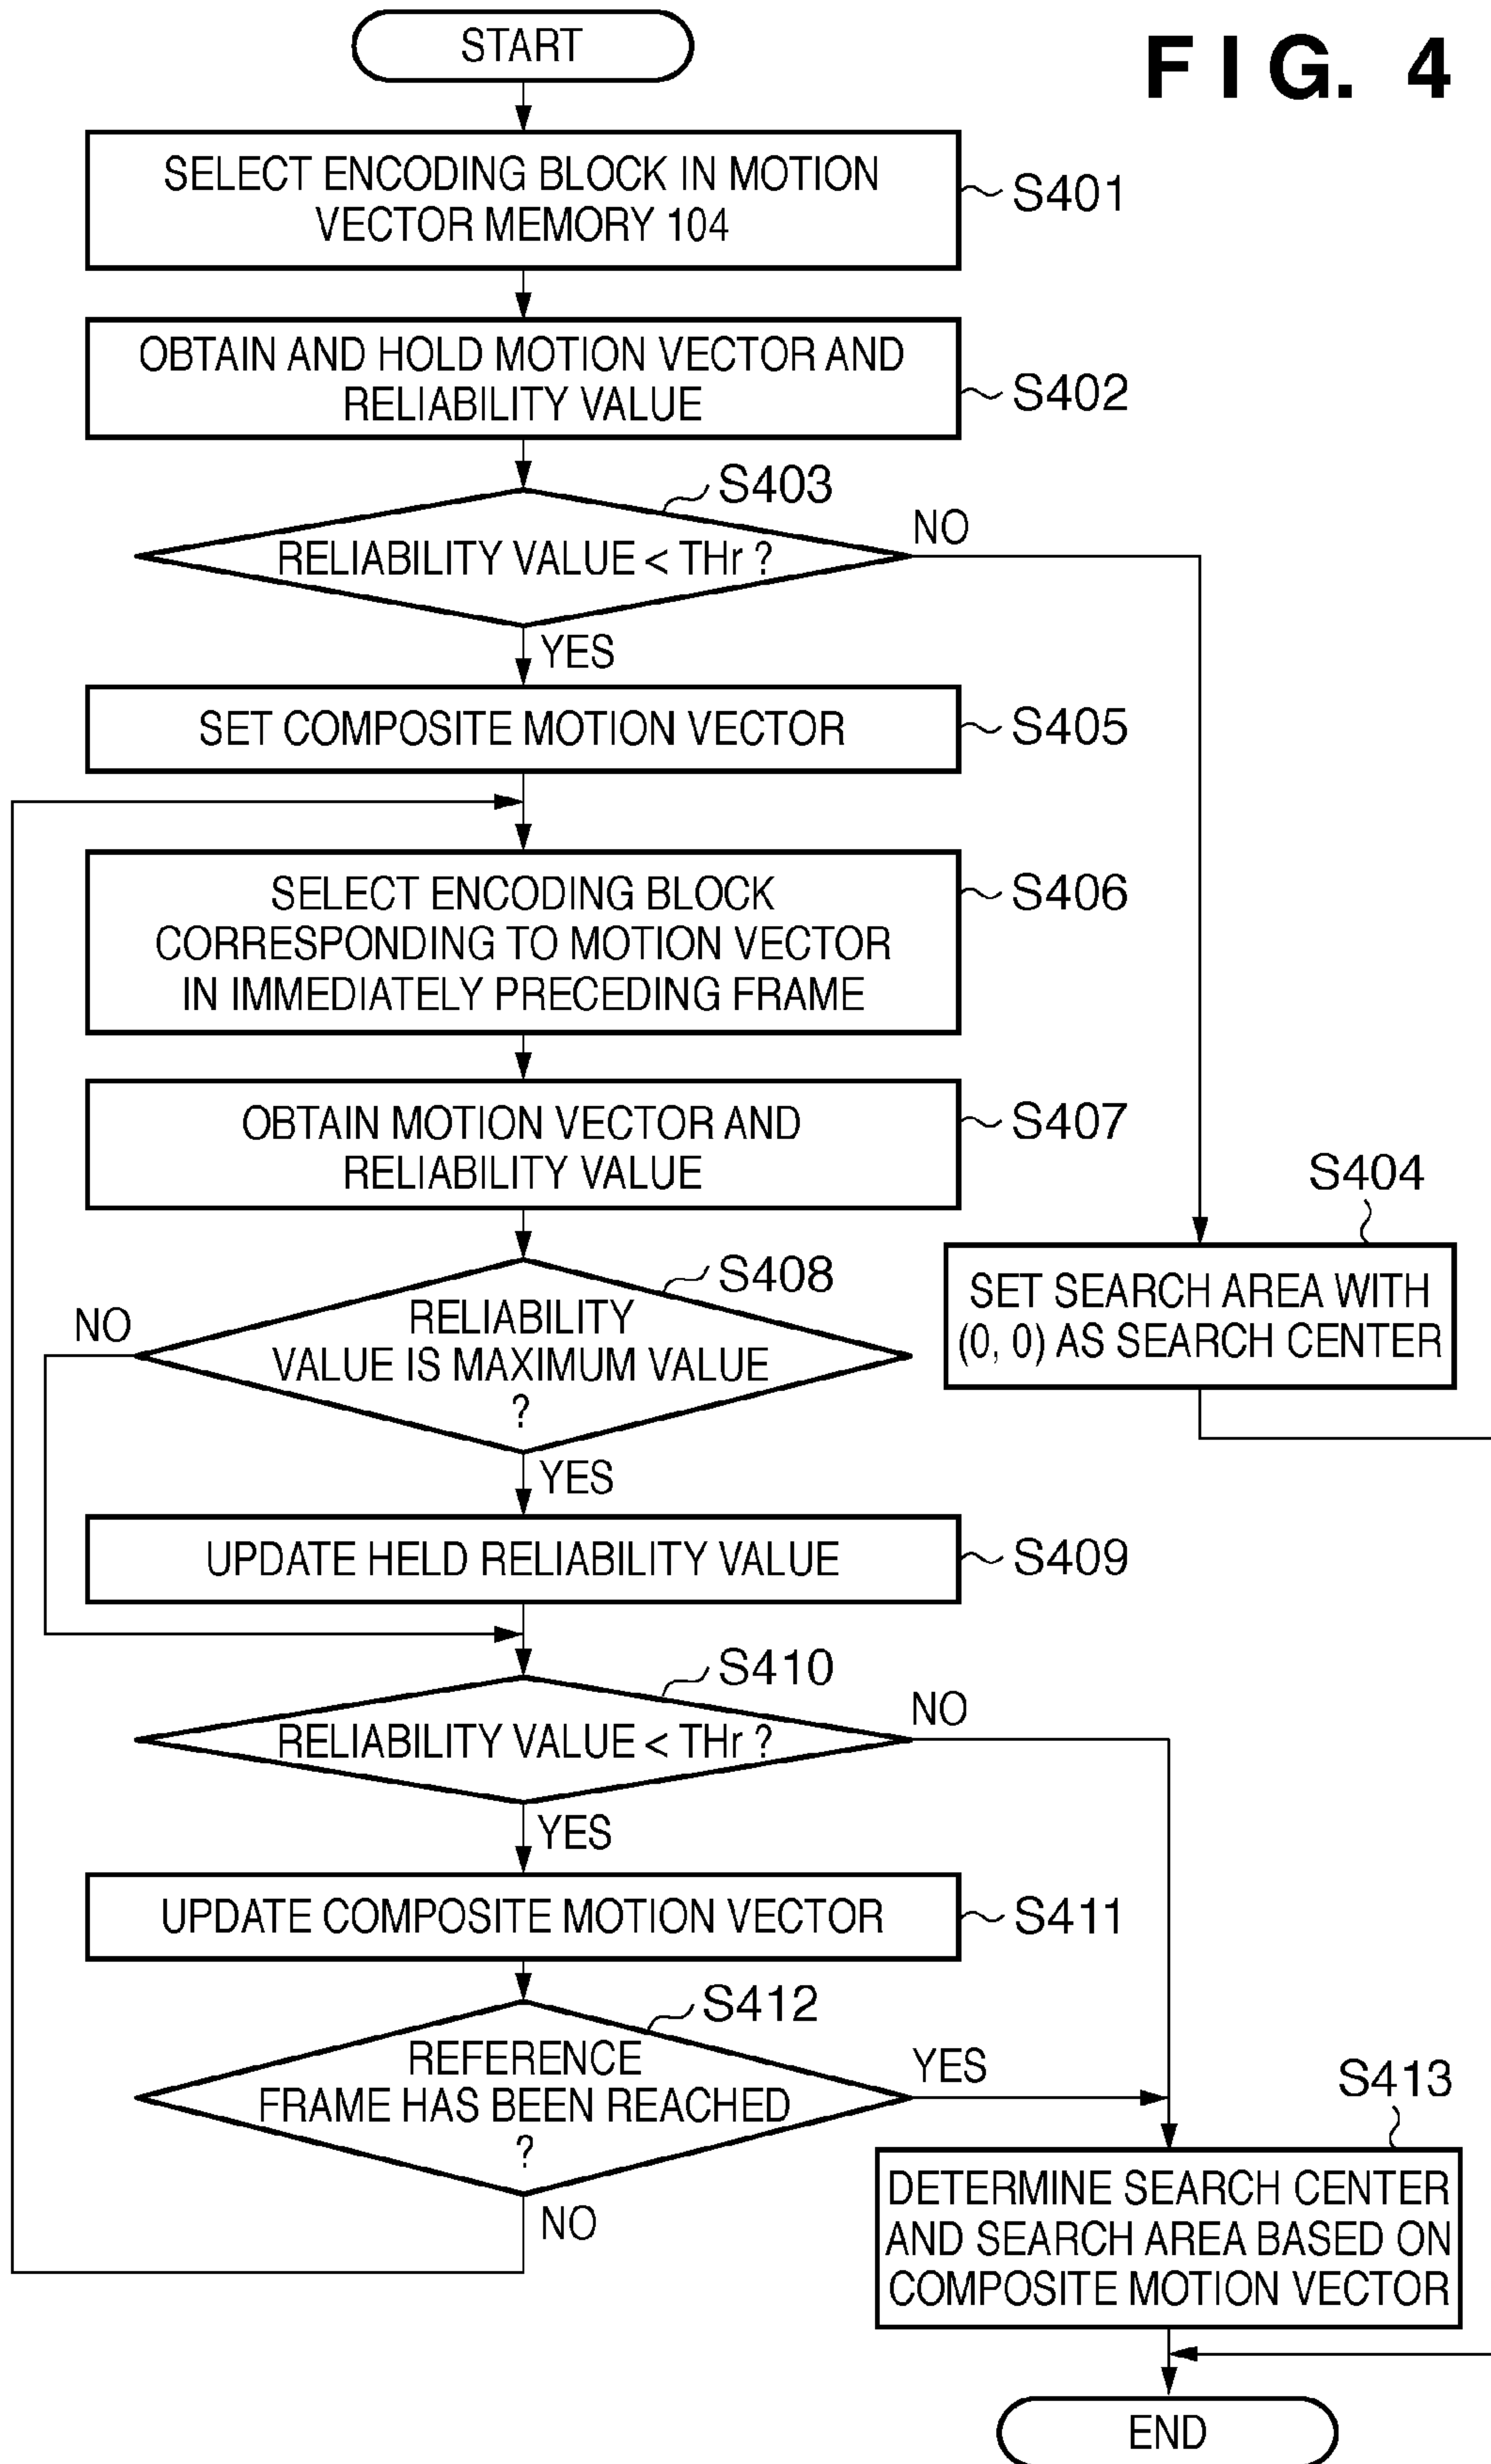 START
FIG. 4
SELECT ENCODING BLOCK IN MOTION
VECTOR MEMORY 104
S401
OBTAIN AND HOLD MOTION VECTOR AND
RELIABILITY VALUE
S402
S403
RELIABILITY VALUE < THr ?
NO
YES
SET COMPOSITE MOTION VECTOR
S405
SELECT ENCODING BLOCK
CORRESPONDING TO MOTION VECTOR
IN IMMEDIATELY PRECEDING FRAME
S406
OBTAIN MOTION VECTOR AND
RELIABILITY VALUE
S407
S404
SET SEARCH AREA WITH
(0, 0) AS SEARCH CENTER
S408
RELIABILITY
VALUE IS MAXIMUM VALUE
?
NO
YES
UPDATE HELD RELIABILITY VALUE
S409
S410
RELIABILITY VALUE < THr ?
NO
YES
UPDATE COMPOSITE MOTION VECTOR
S411
S412
REFERENCE
FRAME HAS BEEN REACHED
?
YES
NO
S413
DETERMINE SEARCH CENTER
AND SEARCH AREA BASED ON
COMPOSITE MOTION VECTOR
END